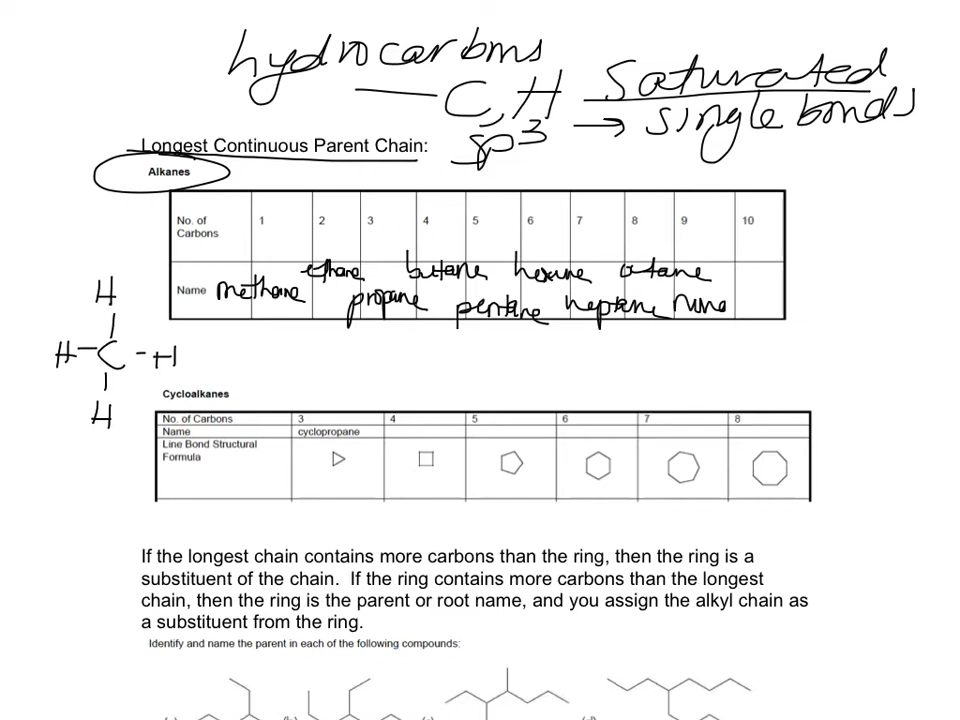 hydrocarbons
C, H saturated
sp3 → single bonds
Longest Continuous Parent Chain:
Alkanes
No. of Carbons 1 2 3 4 5 6 7 8 9 10
Name methane ethane propane butane pentane hexane heptane octane nona
H
H-C-H
H
Cycloalkanes
No. of Carbons 3 4 5 6 7 8
Name cyclopropane
Line Bond Structural
Formula
If the longest chain contains more carbons than the ring, then the ring is a
substituent of the chain. If the ring contains more carbons than the longest
chain, then the ring is the parent or root name, and you assign the alkyl chain as
a substituent from the ring.
Identify and name the parent in each of the following compounds: